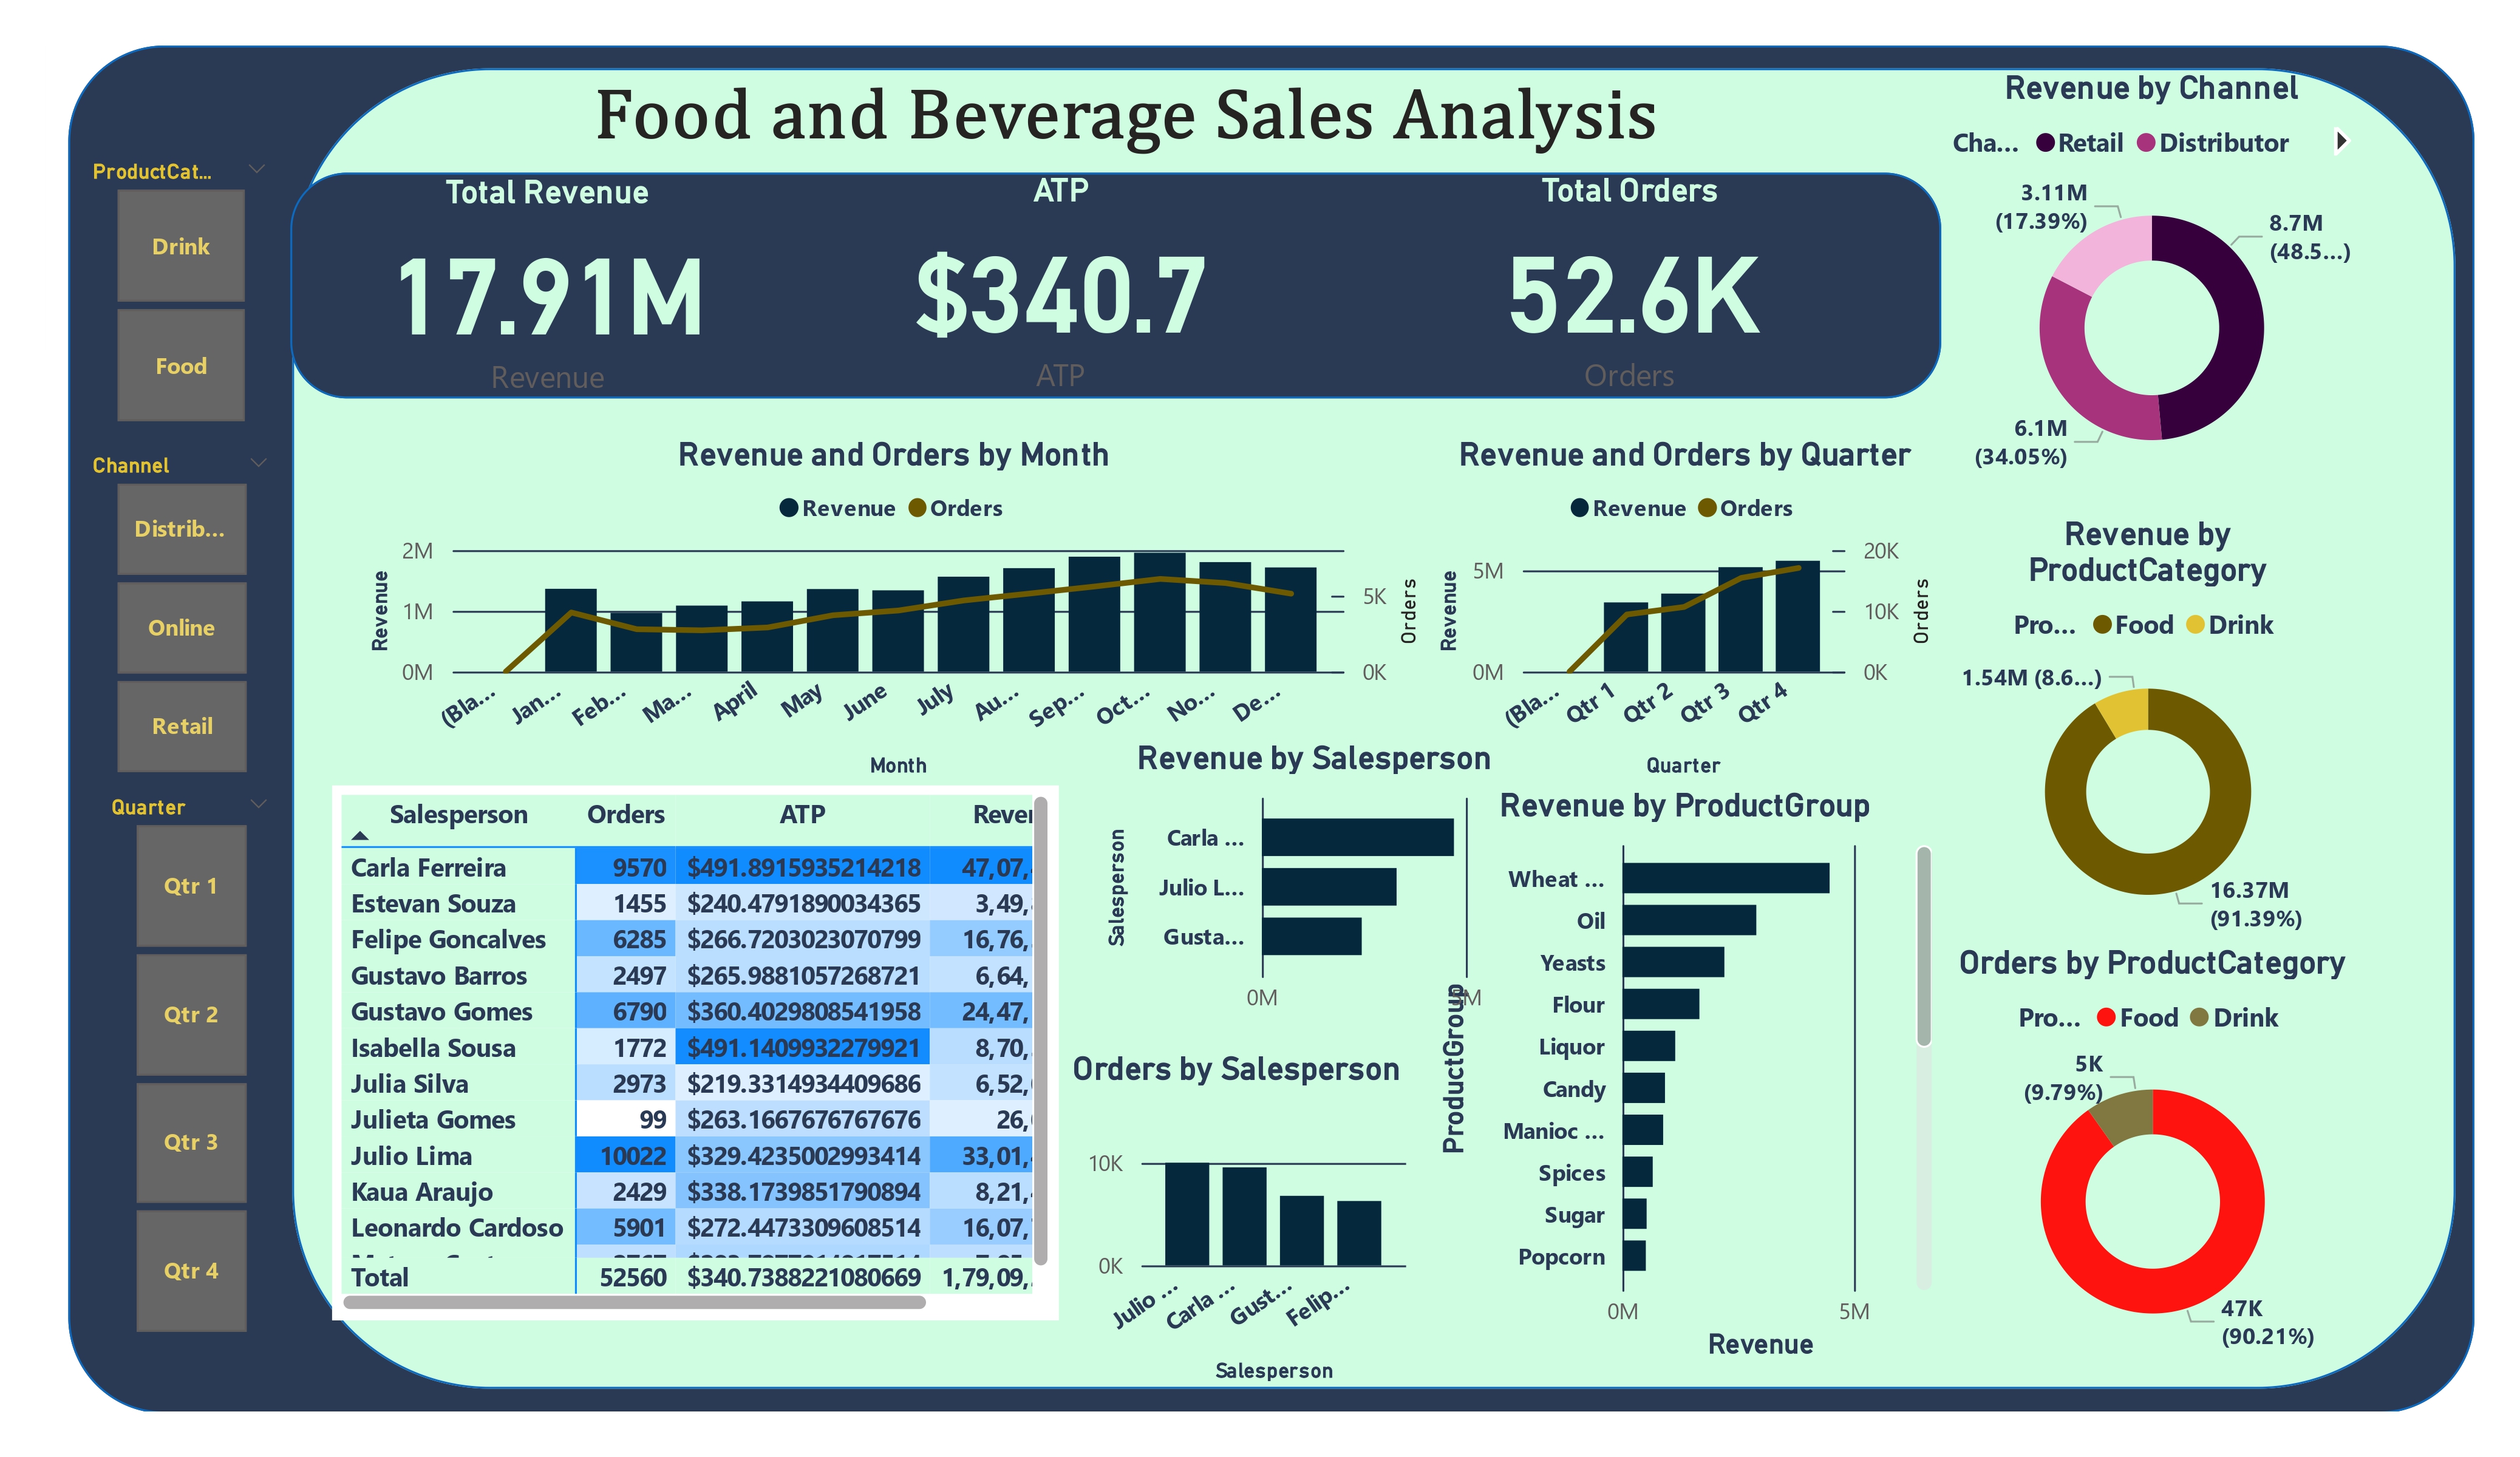 Food and Beverage Sales Analysis
ProductCat...
Drink
Food
Channel
Distrib...
Online
Retail
Quarter
Qtr 1
Qtr 2
Qtr 3
Qtr 4
Total Revenue
17.91M
Revenue
ATP
$340.7
ATP
Total Orders
52.6K
Orders
Revenue by Channel
Cha... Retail Distributor
3.11M
(17.39%)
8.7M
(48.5...)
6.1M
(34.05%)
Revenue and Orders by Month
Revenue Orders
Revenue
2M
1M
0M
5K
0K
Orders
(Bla... Jan... Feb... Ma... April May June July Au... Sep... Oct... No... De...
Month
Revenue and Orders by Quarter
Revenue Orders
Revenue
5M
0M
20K
10K
0K
Orders
(Bla... Qtr 1 Qtr 2 Qtr 3 Qtr 4
Quarter
Revenue by
ProductCategory
Pro... Food Drink
1.54M (8.6...)
16.37M
(91.39%)
Salesperson Orders ATP Rever
Carla Ferreira 9570 $491.8915935214218 47,07,
Estevan Souza 1455 $240.4791890034365 3,49,
Felipe Goncalves 6285 $266.7203023070799 16,76,
Gustavo Barros 2497 $265.9881057268721 6,64,
Gustavo Gomes 6790 $360.4029808541958 24,47,
Isabella Sousa 1772 $491.1409932279921 8,70,
Julia Silva 2973 $219.3314934409686 6,52,
Julieta Gomes 99 $263.1667676767676 26,
Julio Lima 10022 $329.4235002993414 33,01,
Kaua Araujo 2429 $338.1739851790894 8,21,
Leonardo Cardoso 5901 $272.4473309608514 16,07,
Total 52560 $340.7388221080669 1,79,09,
Revenue by Salesperson
Salesperson
Carla ...
Julio L...
Gusta...
0M
Orders by Salesperson
10K
0K
Julio ... Carla ... Gust... Felip...
Salesperson
Revenue by ProductGroup
ProductGroup
Wheat ...
Oil
Yeasts
Flour
Liquor
Candy
Manioc ...
Spices
Sugar
Popcorn
0M 5M
Revenue
Orders by ProductCategory
Pro... Food Drink
5K
(9.79%)
47K
(90.21%)